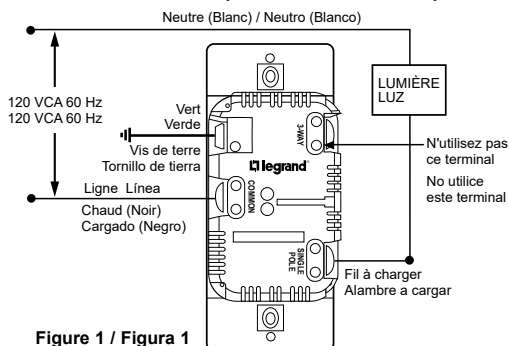 Neutre (Blanc) / Neutro (Blanco)
LUMIÈRE
LUZ
120 VCA 60 Hz
120 VCA 60 Hz
Vert
Verde
Vis de terre
Tornillo de tierra
3-WAY
N'utilisez pas
ce terminal
No utilice
este terminal
legrand®
Ligne Línea
COMMON
Chaud (Noir)
Cargado (Negro)
SINGLE
POLE
Fil à charger
Alambre a cargar
Figure 1 / Figura 1